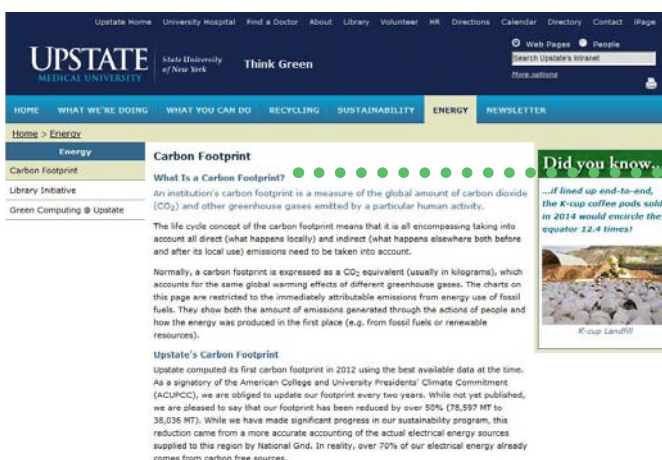 Upstate Home University Hospital Find a Doctor About Library Volunteer HR Directions Calendar Directory Contact iPage
UPSTATE
MEDICAL UNIVERSITY
State University
of New York
Think Green
Web Pages People
Search Upstate's Intranet
More options
HOME WHAT WE'RE DOING WHAT YOU CAN DO RECYCLING SUSTAINABILITY ENERGY NEWSLETTER
Home > Energy
Energy
Carbon Footprint
Library Initiative
Green Computing @ Upstate
Carbon Footprint
What Is a Carbon Footprint?
An institution's carbon footprint is a measure of the global amount of carbon dioxide
(CO2) and other greenhouse gases emitted by a particular human activity.
The life cycle concept of the carbon footprint means that it is all encompassing taking into
account all direct (what happens locally) and indirect (what happens elsewhere both before
and after its local use) emissions need to be taken into account.
Normally, a carbon footprint is expressed as a CO2 equivalent (usually in kilograms), which
accounts for the same global warming effects of different greenhouse gases. The charts on
this page are restricted to the immediately attributable emissions from energy use of fossil
fuels. They show both the amount of emissions generated through the actions of people and
how the energy was produced in the first place (e.g. from fossil fuels or renewable
resources).
Upstate's Carbon Footprint
Upstate computed its first carbon footprint in 2012 using the best available data at the time.
As a signatory of the American College and University Presidents' Climate Commitment
(ACUPCC), we are obliged to update our footprint every two years. While not yet published,
we are pleased to say that our footprint has been reduced by over 50% (78,597 MT to
38,036 MT). While we have made significant progress in our sustainability program, this
reduction came from a more accurate accounting of the actual electrical energy sources
supplied to this region by National Grid. In reality, over 70% of our electrical energy already
comes from carbon free sources.
Did you know...
...if lined up end-to-end,
the K-cup coffee pods sold
in 2014 would encircle the
equator 12.4 times!
K-cup Landfill